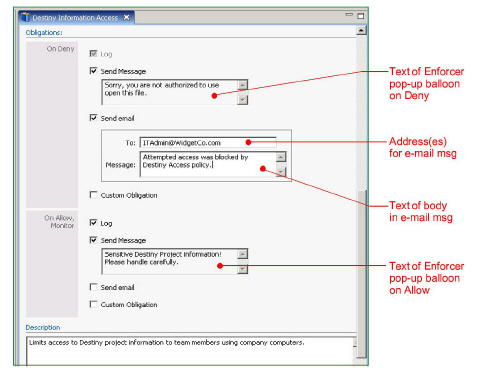 Destiny Information Access
Obligations:
On Deny
Log
Send Message
Sorry, you are not authorized to use
open this file.
Text of Enforcer
pop-up balloon
on Deny
Send email
To: ITAdmin@WidgetCo.com
Address(es)
for e-mail msg
Message: Attempted access was blocked by
Destiny Access policy.
Custom Obligation
Text of body
in e-mail msg
On Allow,
Monitor
Log
Send Message
Sensitive Destiny Project information!
Please handle carefully.
Text of Enforcer
pop-up balloon
on Allow
Send email
Custom Obligation
Description
Limits access to Destiny project information to team members using company computers.